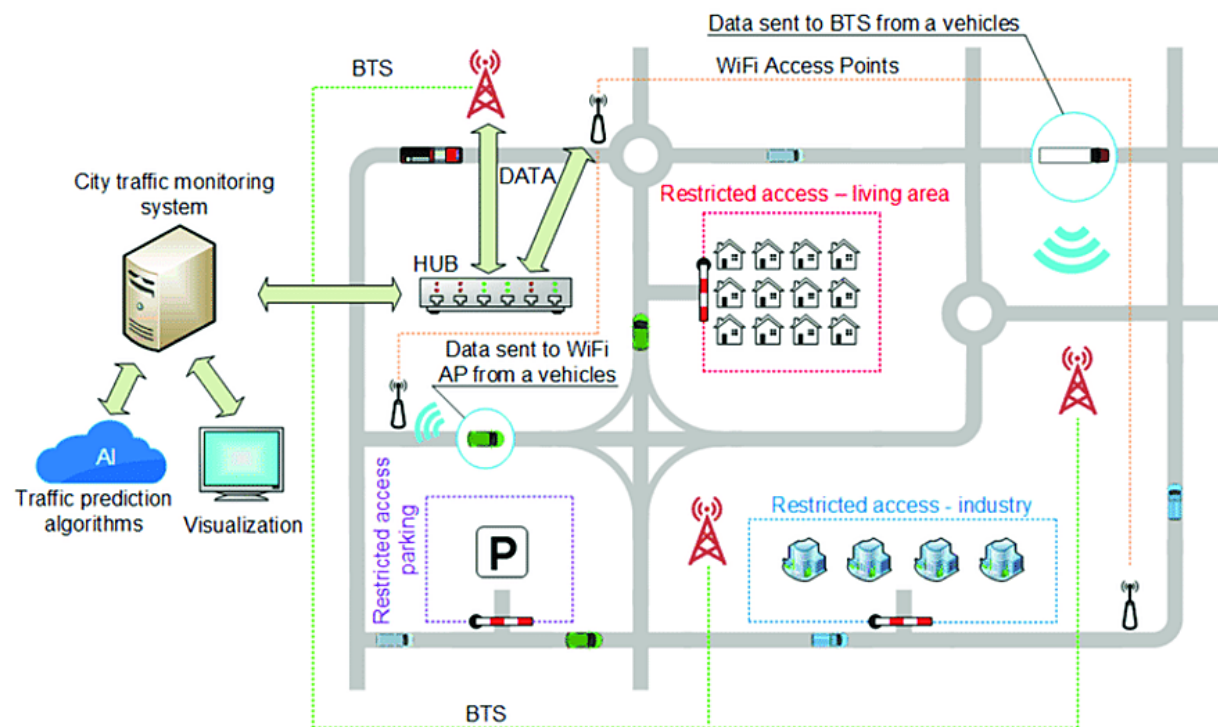 Data sent to BTS from a vehicles
BTS
WiFi Access Points
City traffic monitoring
system
DATA
Restricted access – living area
HUB
Data sent to WiFi
AP from a vehicles
AI
Traffic prediction
algorithms
Visualization
Restricted access
parking
P
Restricted access - industry
BTS